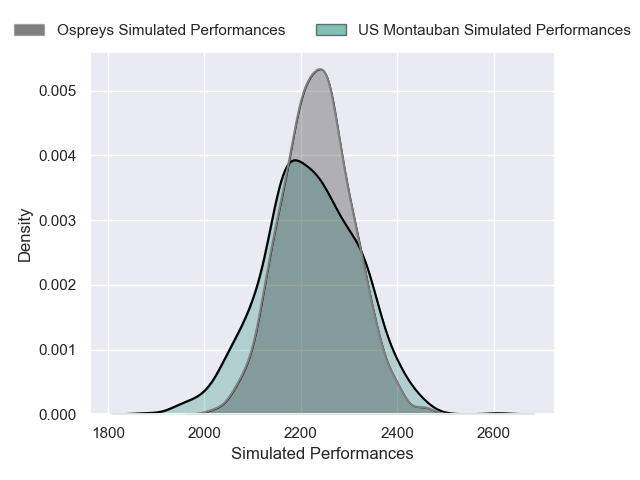 Ospreys Simulated Performances
US Montauban Simulated Performances
Density
0.005
0.004
0.003
0.002
0.001
0.000
1800
2000
2200
2400
2600
Simulated Performances